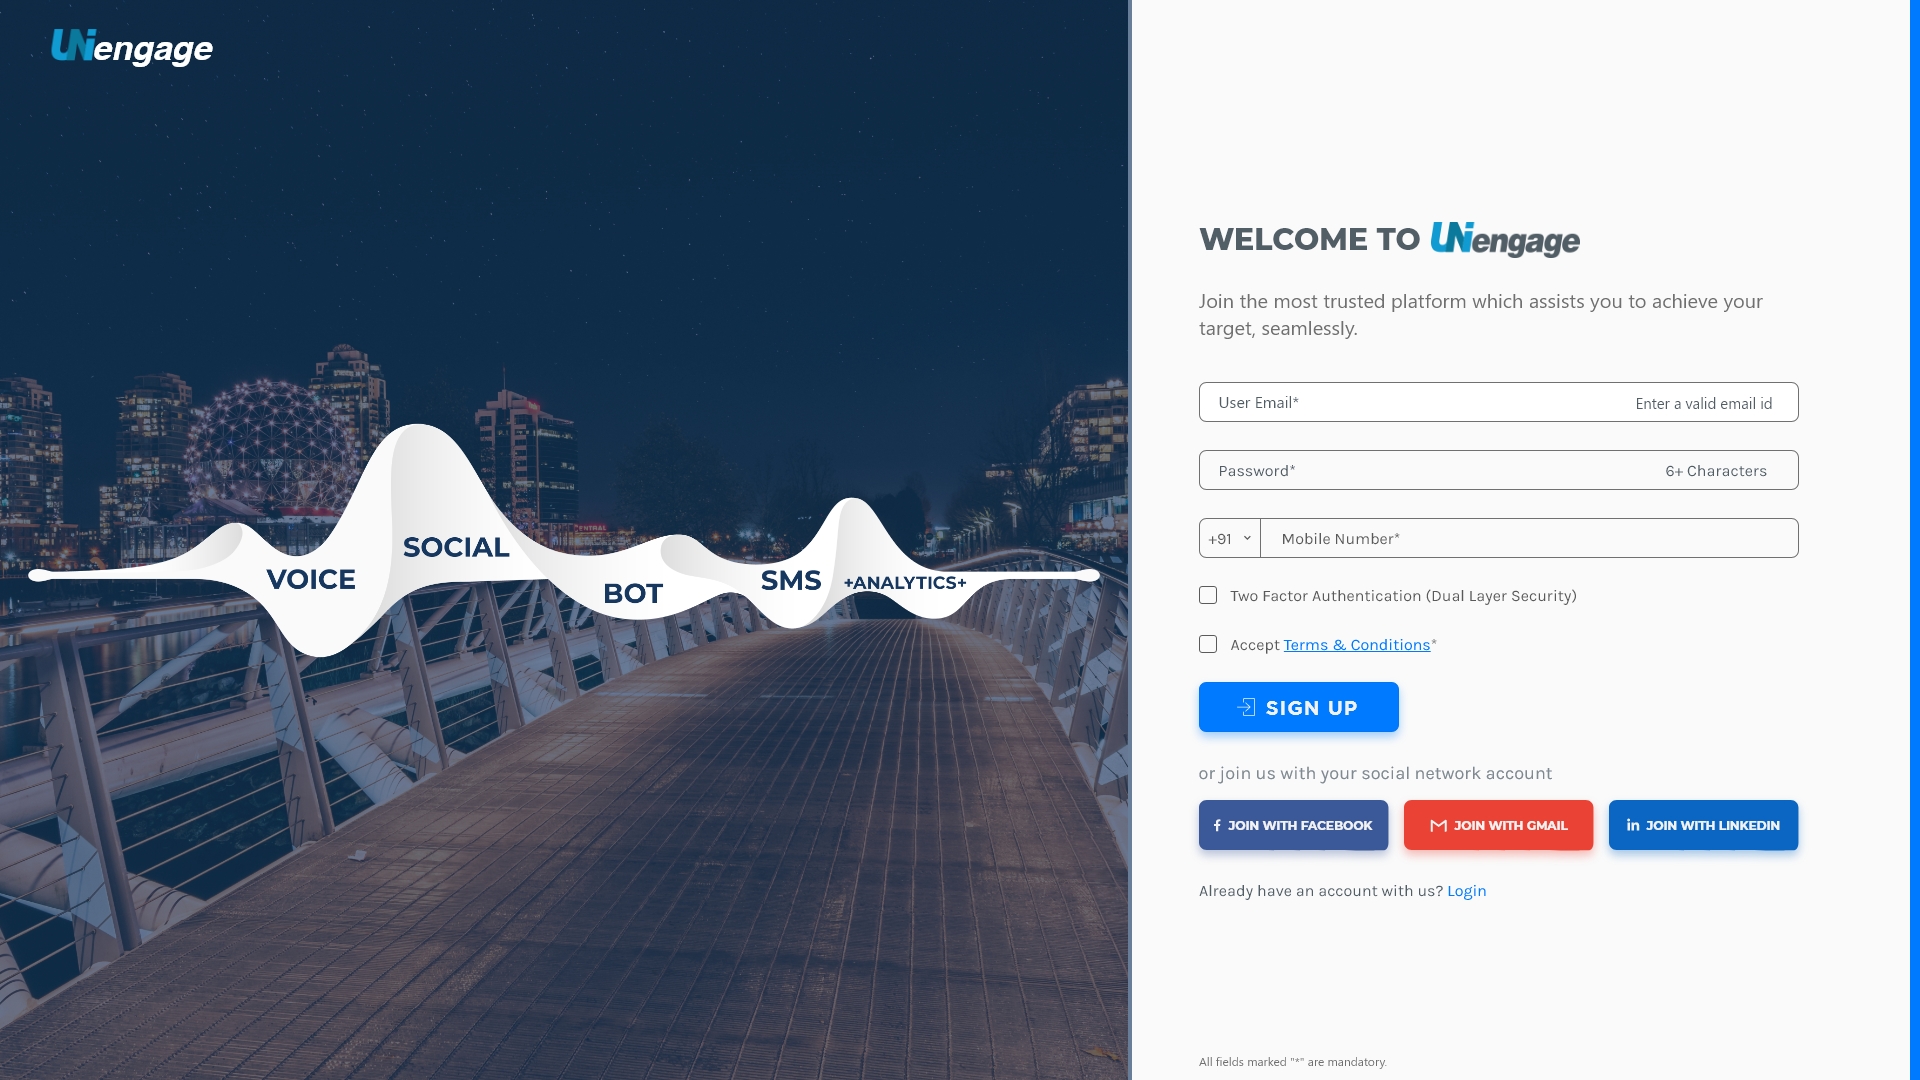 UNiengage
VOICE
SOCIAL
BOT
SMS
+ANALYTICS+
CENTRAL
WELCOME TO UNiengage
Join the most trusted platform which assists you to achieve your
target, seamlessly.
User Email* Enter a valid email id
Password* 6+ Characters
+91 Mobile Number*
Two Factor Authentication (Dual Layer Security)
Accept Terms & Conditions*
SIGN UP
or join us with your social network account
f JOIN WITH FACEBOOK
JOIN WITH GMAIL
in JOIN WITH LINKEDIN
Already have an account with us? Login
All fields marked "*" are mandatory.